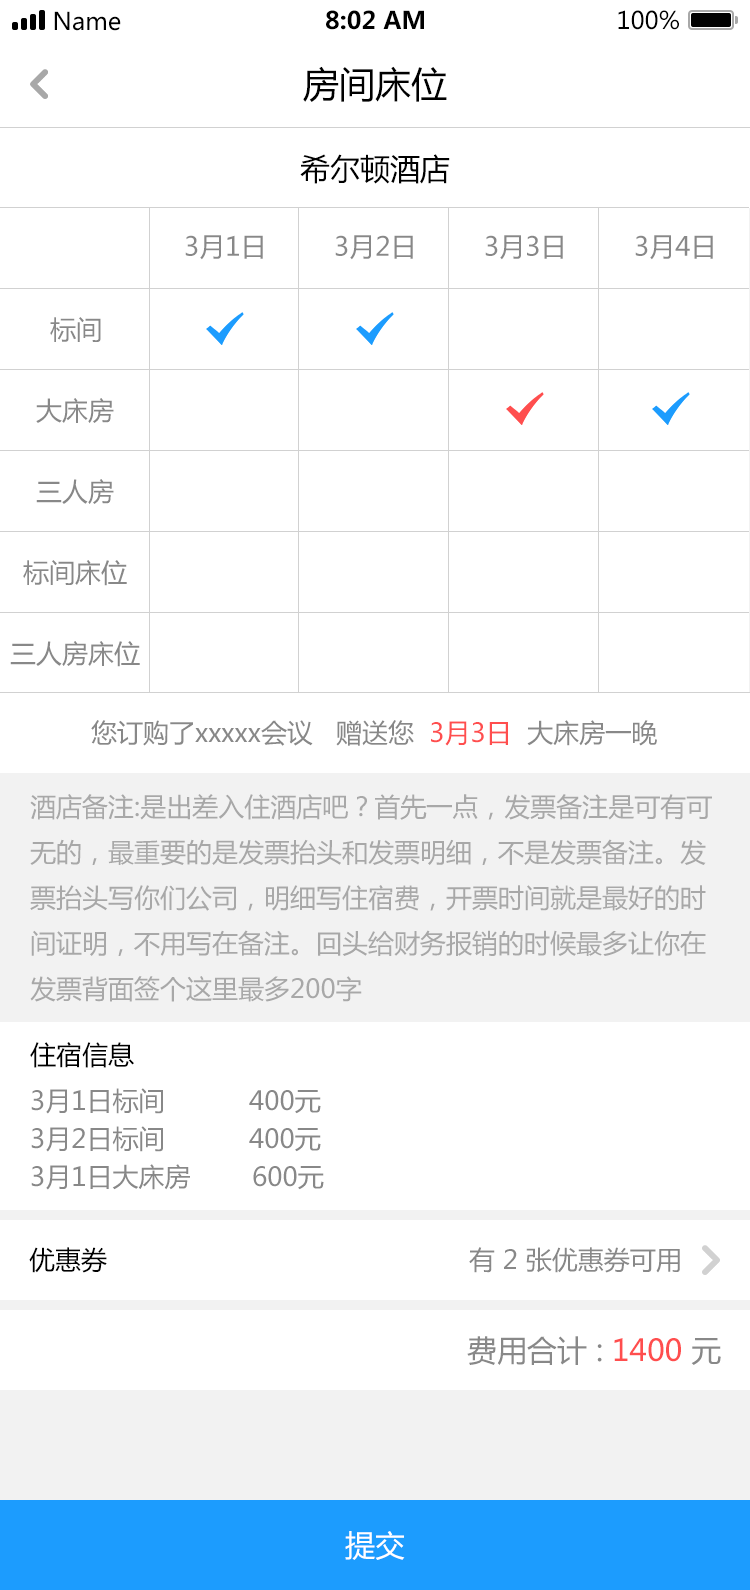 Name 8:02 AM 100%
房间床位
希尔顿酒店
3月1日 3月2日 3月3日 3月4日
标间
大床房
三人房
标间床位
三人房床位
您订购了xxxxx会议 赠送您 3月3日 大床房一晚
酒店备注:是出差入住酒店吧？首先一点，发票备注是可有可
无的，最重要的是发票抬头和发票明细，不是发票备注。发
票抬头写你们公司，明细写住宿费，开票时间就是最好的时
间证明，不用写在备注。回头给财务报销的时候最多让你在
发票背面签个这里最多200字
住宿信息
3月1日标间 400元
3月2日标间 400元
3月1日大床房 600元
优惠券 有 2 张优惠券可用
费用合计：1400 元
提交